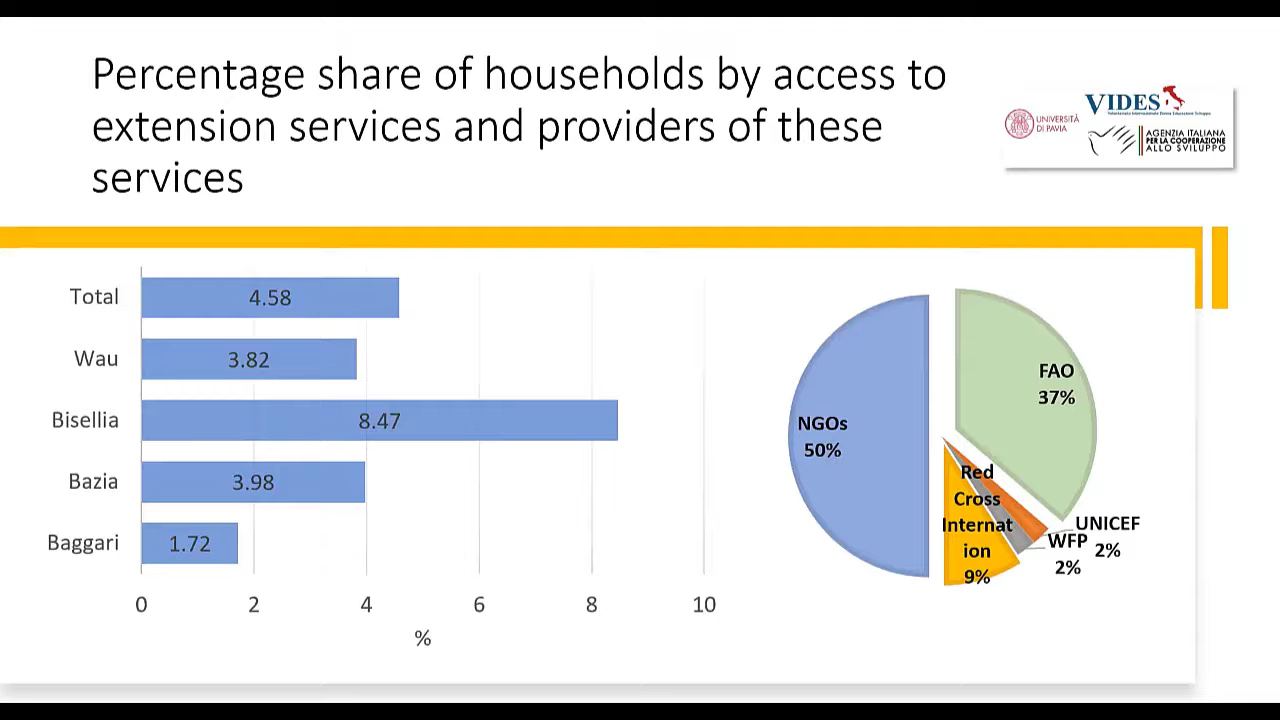 Percentage share of households by access to
extension services and providers of these
services
VIDES
UNIVERSITÀ
DI PAVIA
AGENZIA ITALIANA
PER LA COOPERAZIONE
ALLO SVILUPPO
Total
4.58
Wau
3.82
Bisellia
8.47
Bazia
3.98
Baggari
1.72
0 2 4 6 8 10
%
NGOs
50%
FAO
37%
Red
Cross
Internat
ion
9%
WFP
2%
UNICEF
2%